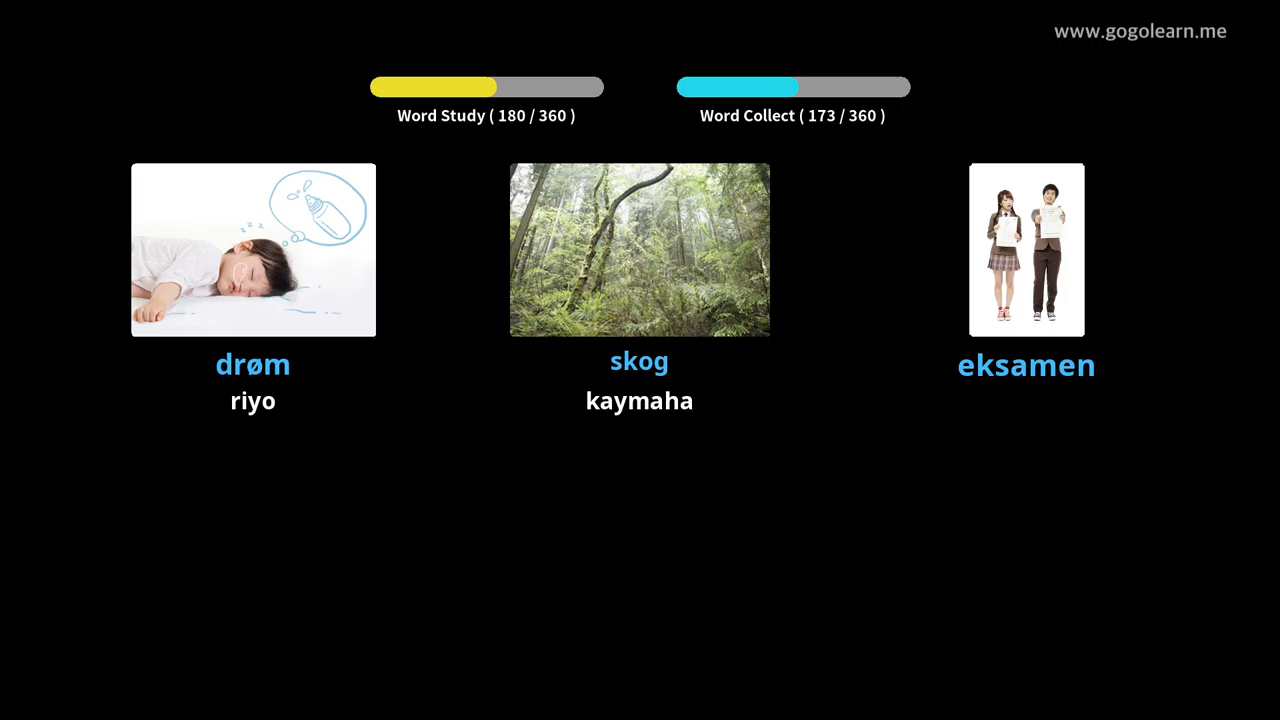 www.gogolearn.me
Word Study ( 180 / 360 )
Word Collect ( 173 / 360 )
z z z
drøm
riyo
skog
kaymaha
eksamen